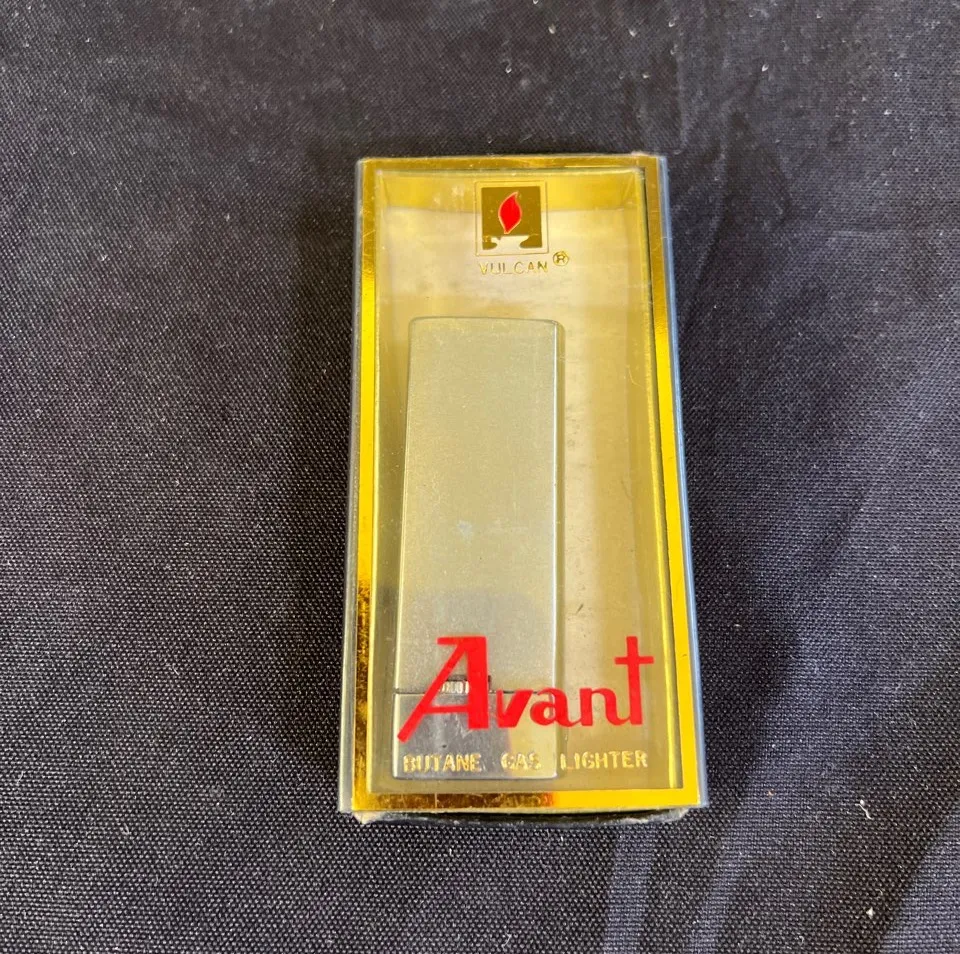 VULCAN ®
Avant
BUTANE GAS LIGHTER